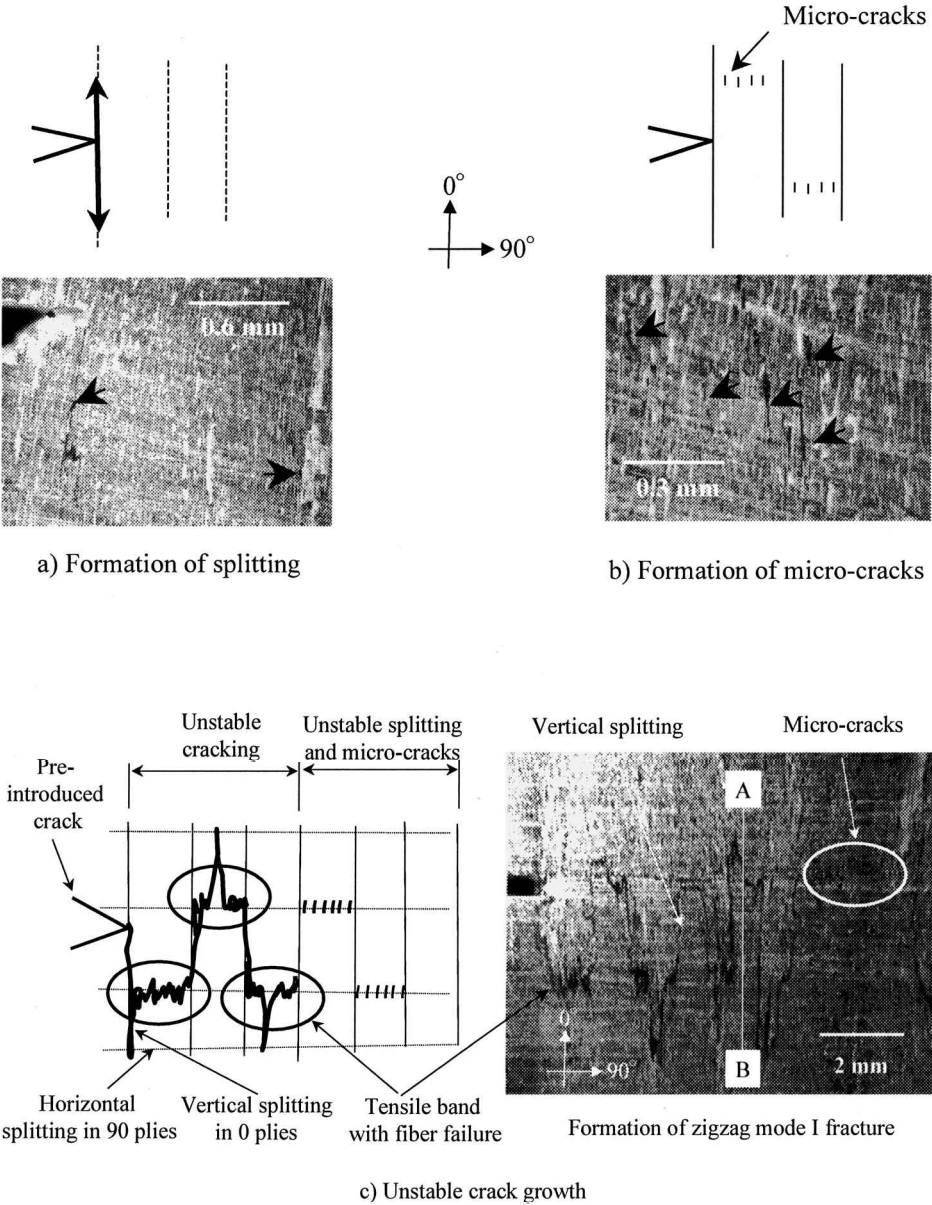 Micro-cracks
0°
90°
0.6 mm
0.3 mm
a) Formation of splitting
b) Formation of micro-cracks
Unstable
cracking
Unstable splitting
and micro-cracks
Pre-
introduced
crack
Horizontal
splitting in 90 plies
Vertical splitting
in 0 plies
Tensile band
with fiber failure
Vertical splitting
Micro-cracks
A
B
0
90°
2 mm
Formation of zigzag mode I fracture
c) Unstable crack growth